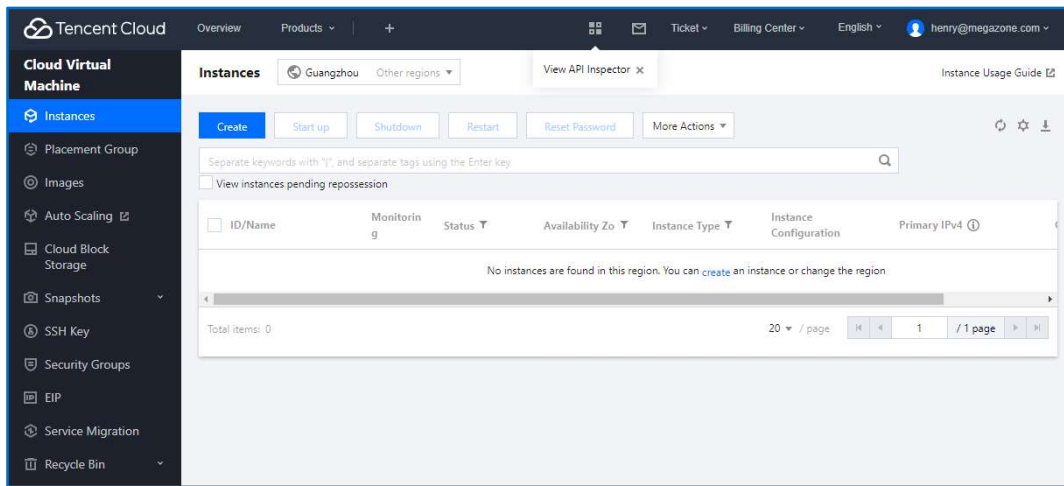 Tencent Cloud Overview Products + Ticket Billing Center English henry@megazone.com
Cloud Virtual Machine
Instances Guangzhou Other regions View API Inspector × Instance Usage Guide
Instances
Create Start up Shutdown Restart Reset Password More Actions
Placement Group
Separate keywords with "|", and separate tags using the Enter key
View instances pending repossession
Images
Auto Scaling
ID/Name Monitoring Status Availability Zo Instance Type Instance Configuration Primary IPv4
Cloud Block Storage
No instances are found in this region. You can create an instance or change the region
Snapshots
SSH Key
Total items: 0 20 / page 1 / 1 page
Security Groups
IP EIP
Service Migration
Recycle Bin